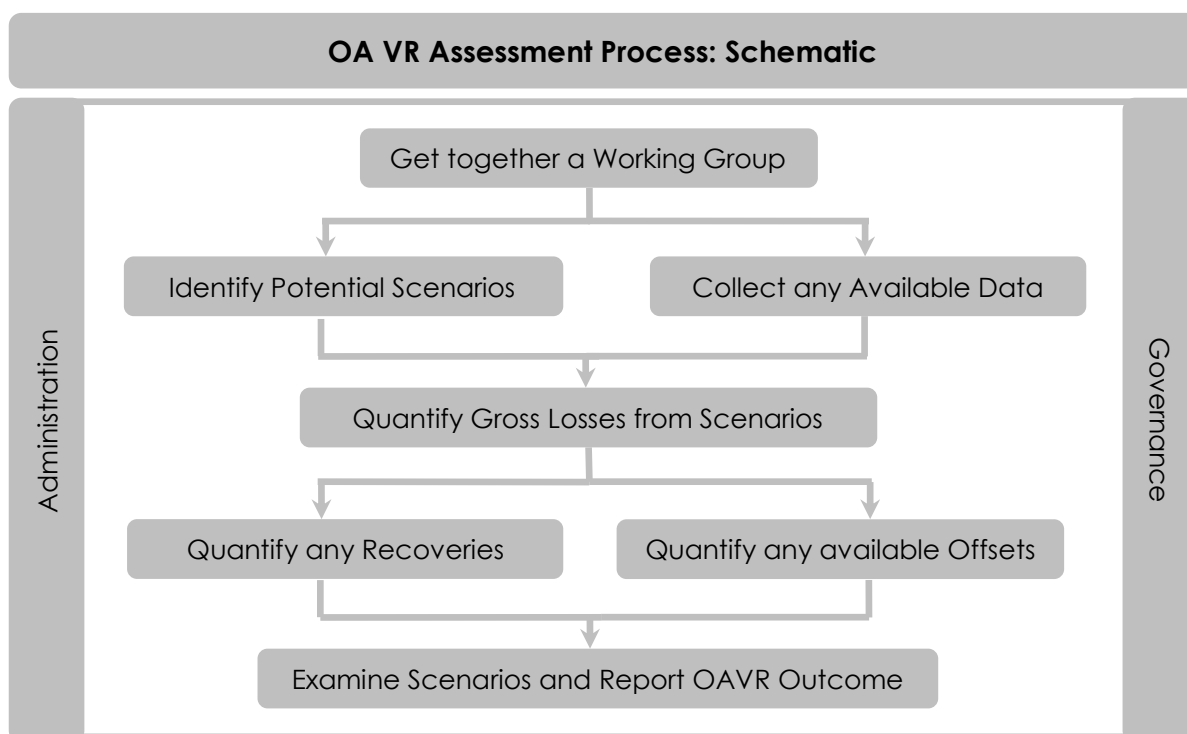 OA VR Assessment Process: Schematic
Administration
Get together a Working Group
Identify Potential Scenarios
Collect any Available Data
Quantify Gross Losses from Scenarios
Quantify any Recoveries
Quantify any available Offsets
Examine Scenarios and Report OAVR Outcome
Governance